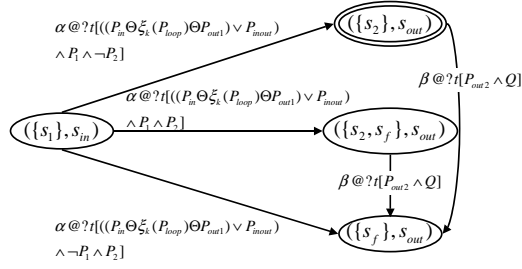 α@?t[((P_in Θ ξ_k(P_loop) Θ P_out1) ∨ P_inout)
∧ P_1 ∧ ¬P_2]
({s_2}, s_out)
β@?t[P_out2 ∧ Q]
α@?t[((P_in Θ ξ_k(P_loop) Θ P_out1) ∨ P_inout)
∧ P_1 ∧ P_2]
({s_1}, s_in)
({s_2, s_f}, s_out)
β@?t[P_out2 ∧ Q]
α@?t[((P_in Θ ξ_k(P_loop) Θ P_out1) ∨ P_inout)
∧ ¬P_1 ∧ P_2]
({s_f}, s_out)